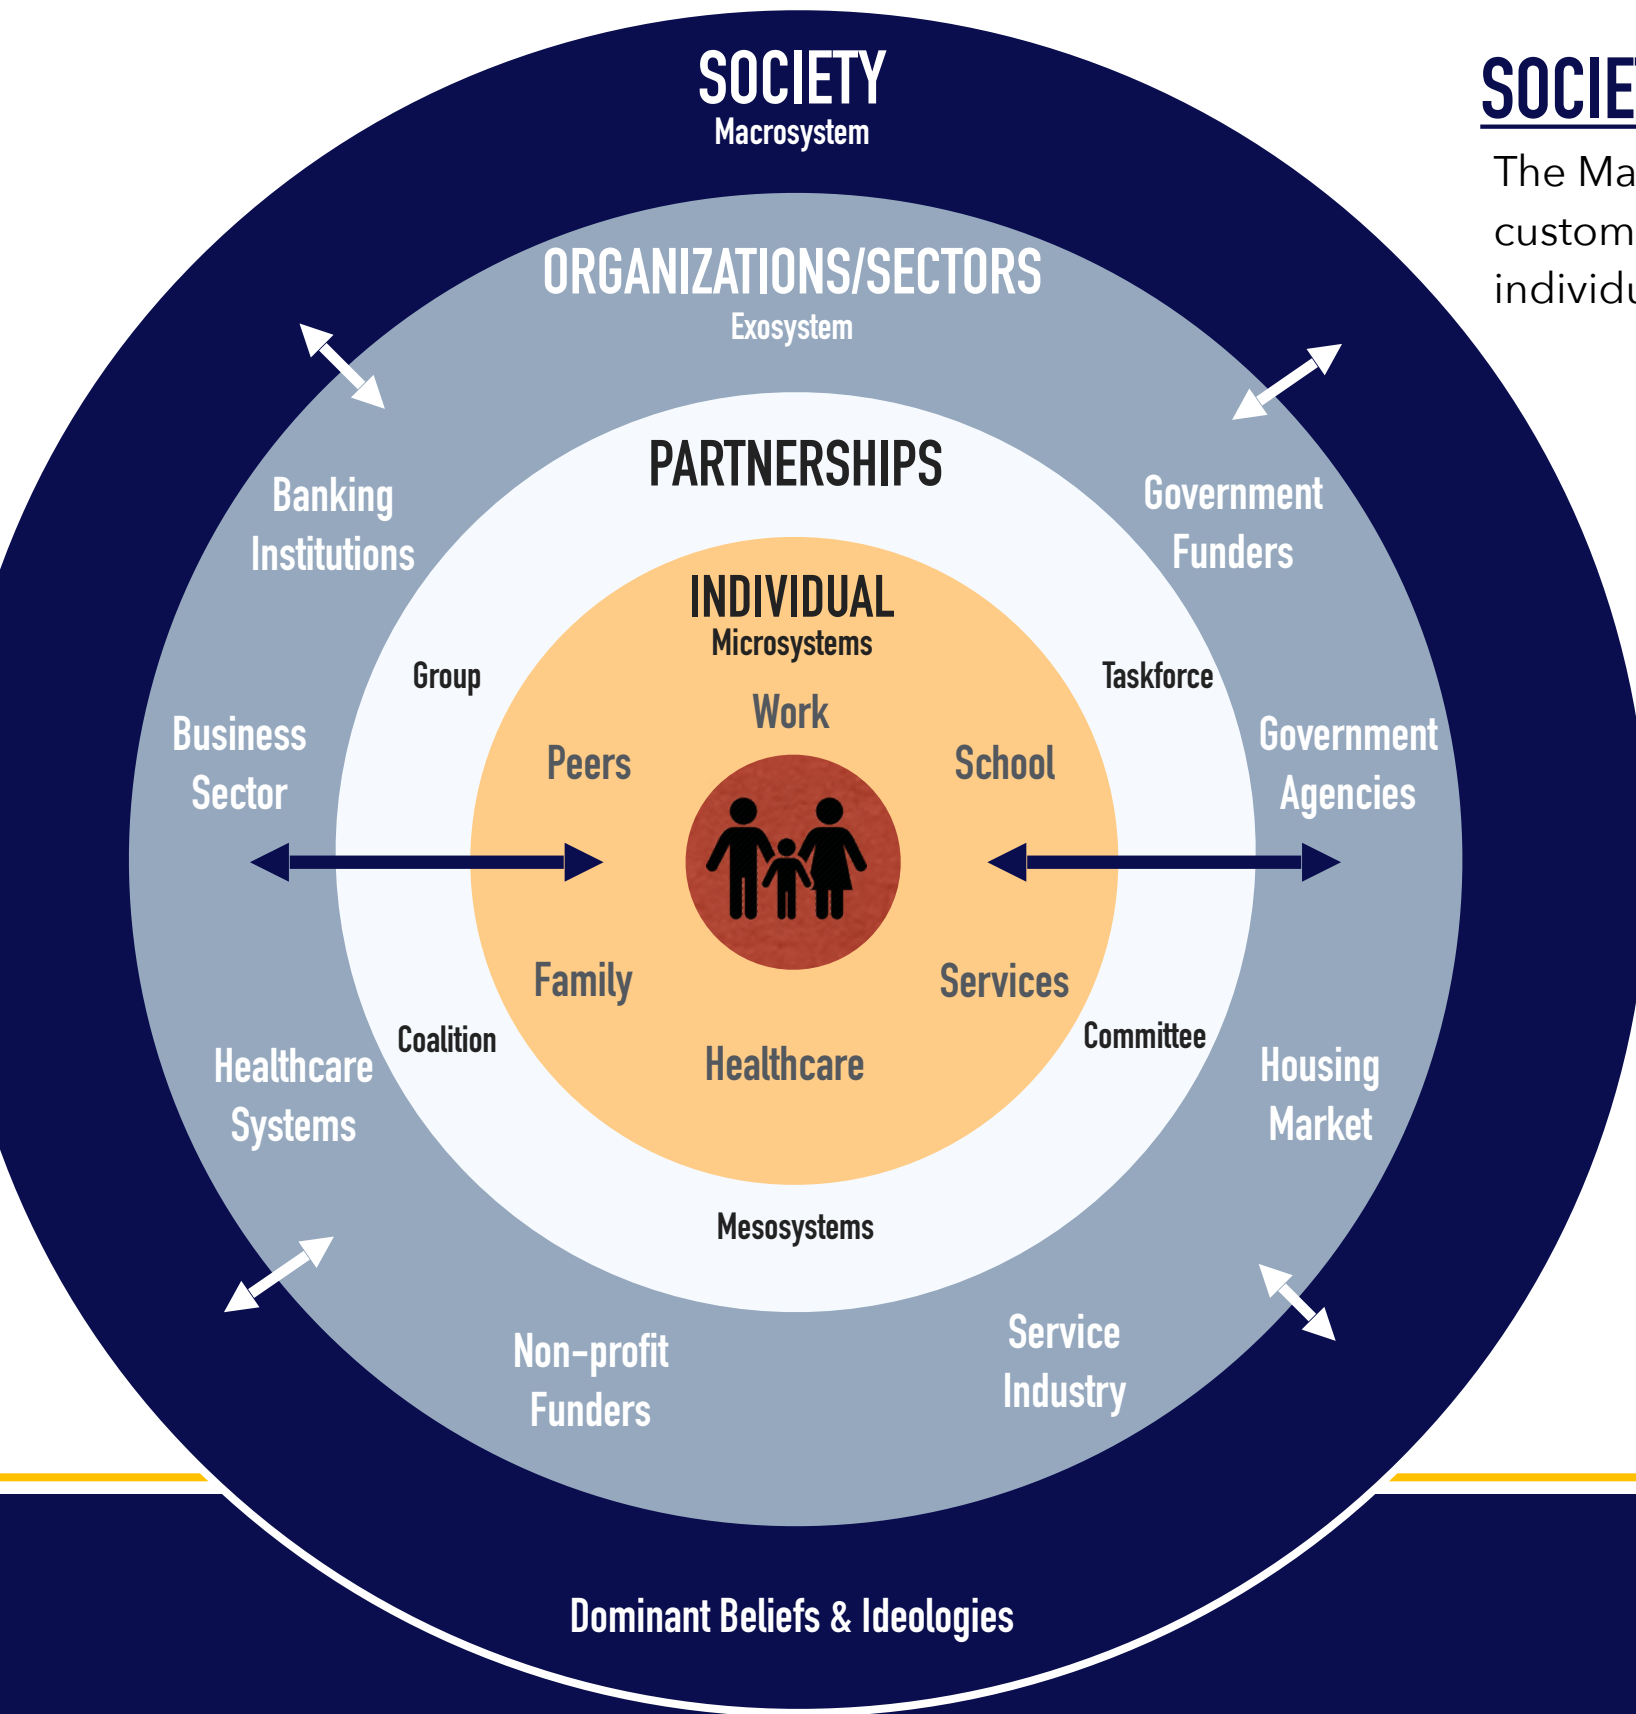 SOCIETY
Macrosystem
ORGANIZATIONS/SECTORS
Exosystem
PARTNERSHIPS
INDIVIDUAL
Microsystems
Work
Peers
School
Family
Services
Healthcare
Group
Taskforce
Coalition
Committee
Mesosystems
Banking
Institutions
Government
Funders
Business
Sector
Government
Agencies
Healthcare
Systems
Housing
Market
Non-profit
Funders
Service
Industry
Dominant Beliefs & Ideologies
The